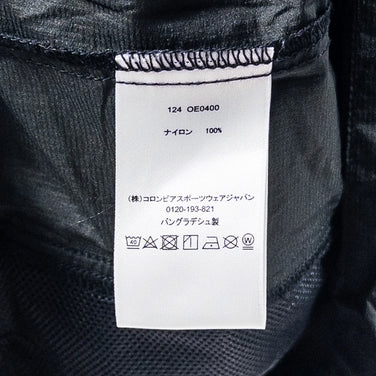 124 OE0400
ナイロン 100%
(株)コロンビアスポーツウェアジャパン
0120-193-821
バングラデシュ製
40 W